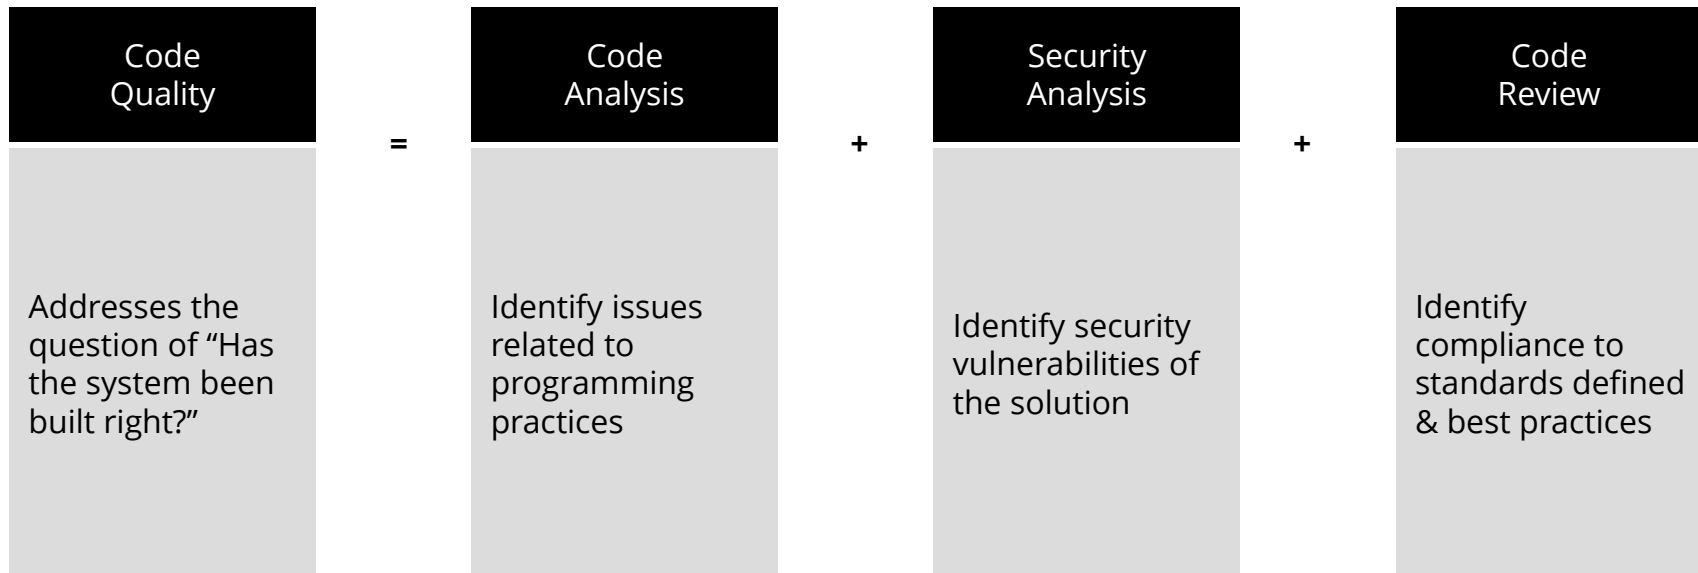 Code
Quality
Addresses the
question of “Has
the system been
built right?”
=
Code
Analysis
Identify issues
related to
programming
practices
+
Security
Analysis
Identify security
vulnerabilities of
the solution
+
Code
Review
Identify
compliance to
standards defined
& best practices